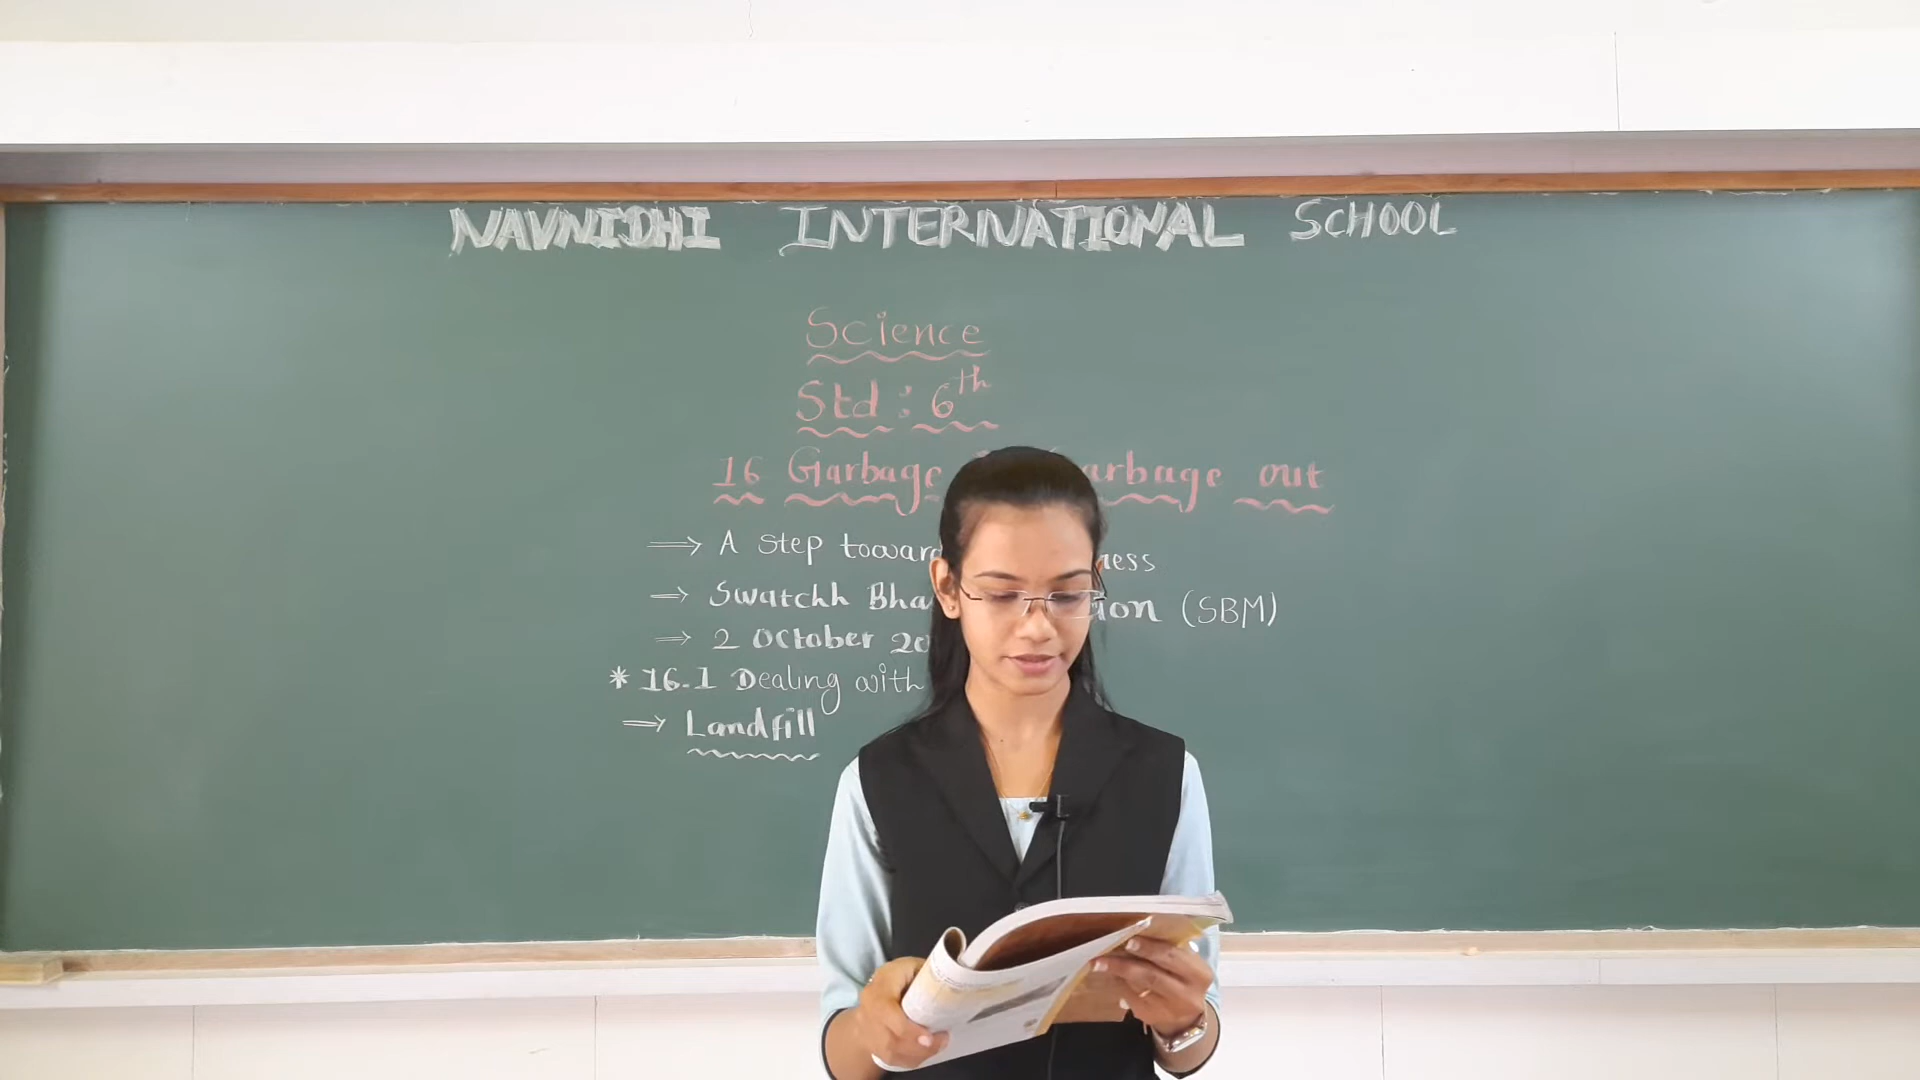 NAVNIDHI INTERNATIONAL SCHOOL
Science
Std : 6th
16 Garbage arbage out
⇒ A step towar ness
⇒ Swatchh Bha ion (SBM)
⇒ 2 October 20
* 16.1 Dealing with
⇒ Landfill